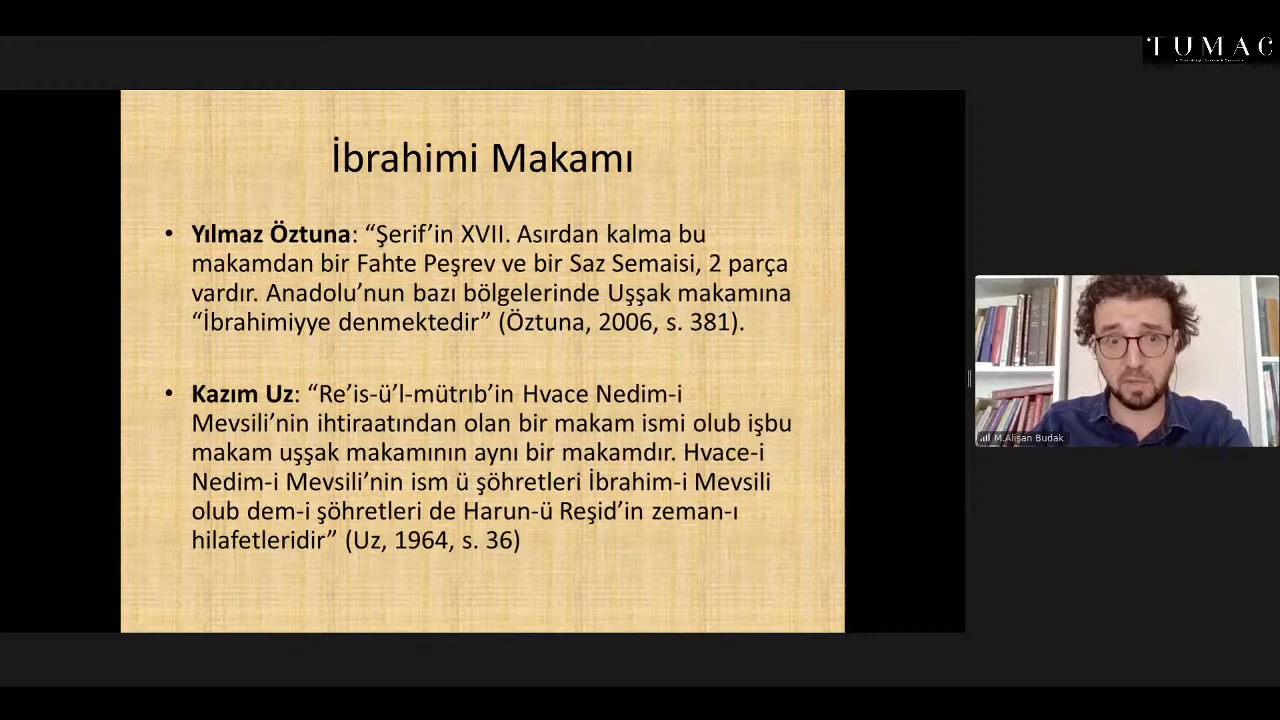 TUMAC
İbrahimi Makamı
• Yılmaz Öztuna: “Şerif’in XVII. Asırdan kalma bu
makamdan bir Fahte Peşrev ve bir Saz Semaisi, 2 parça
vardır. Anadolu’nun bazı bölgelerinde Uşşak makamına
“İbrahimiyye denmektedir” (Öztuna, 2006, s. 381).
• Kazım Uz: “Re’is-ü’l-mütrıb’in Hvace Nedim-i
Mevsili’nin ihtiraatından olan bir makam ismi olub işbu
makam uşşak makamının aynı bir makamdır. Hvace-i
Nedim-i Mevsili’nin ism ü şöhretleri İbrahim-i Mevsili
olub dem-i şöhretleri de Harun-ü Reşid’in zeman-ı
hilafetleridir” (Uz, 1964, s. 36)
M.Alişan Budak